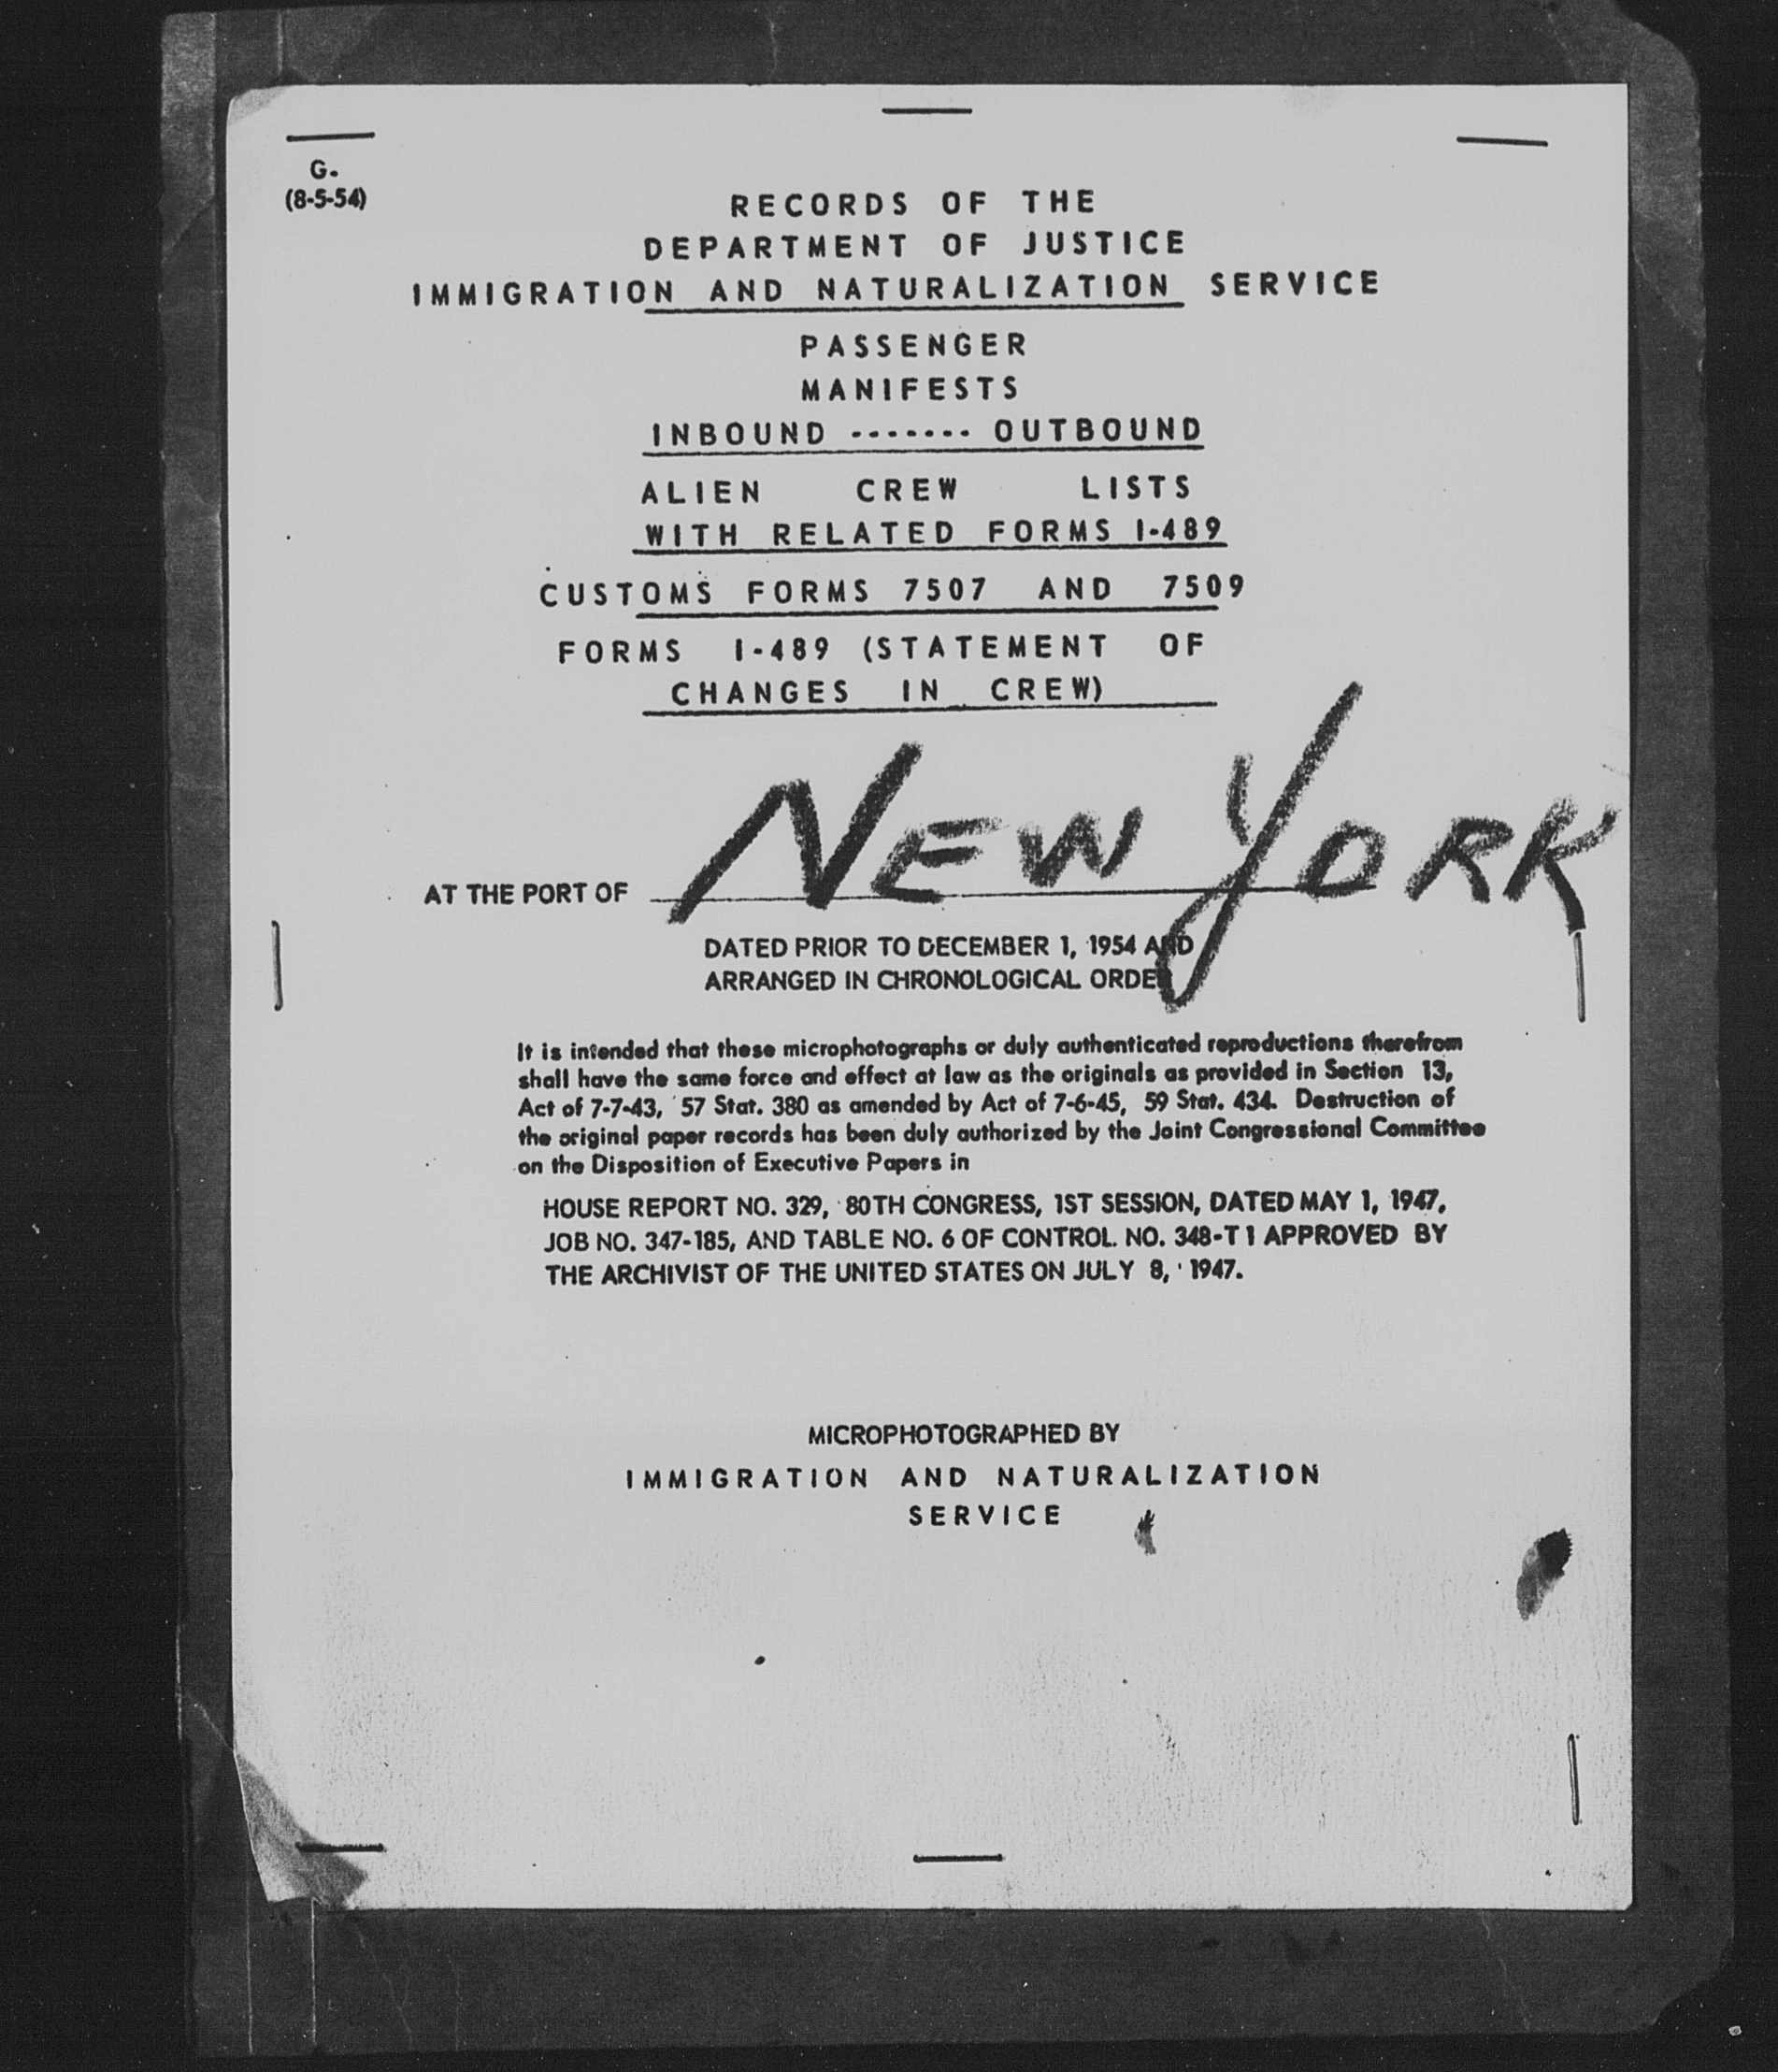 G.
(8-5-54)
RECORDS OF THE
DEPARTMENT OF JUSTICE
IMMIGRATION AND NATURALIZATION SERVICE
PASSENGER
MANIFESTS
INBOUND ------- OUTBOUND
ALIEN CREW LISTS
WITH RELATED FORMS I-489
CUSTOMS FORMS 7507 AND 7509
FORMS I-489 (STATEMENT OF
CHANGES IN CREW)
AT THE PORT OF NEW YORK
DATED PRIOR TO DECEMBER 1, 1954 AND
ARRANGED IN CHRONOLOGICAL ORDER
It is intended that these microphotographs or duly authenticated reproductions therefrom
shall have the same force and effect at law as the originals as provided in Section 13,
Act of 7-7-43, 57 Stat. 380 as amended by Act of 7-6-45, 59 Stat. 434. Destruction of
the original paper records has been duly authorized by the Joint Congressional Committee
on the Disposition of Executive Papers in
HOUSE REPORT NO. 329, 80TH CONGRESS, 1ST SESSION, DATED MAY 1, 1947,
JOB NO. 347-185, AND TABLE NO. 6 OF CONTROL NO. 348-T1 APPROVED BY
THE ARCHIVIST OF THE UNITED STATES ON JULY 8, 1947.
MICROPHOTOGRAPHED BY
IMMIGRATION AND NATURALIZATION
SERVICE